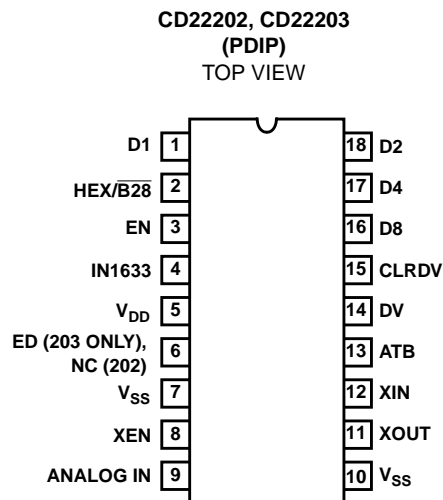 CD22202, CD22203
(PDIP)
TOP VIEW
D1 1 18 D2
HEX/B28 2 17 D4
EN 3 16 D8
IN1633 4 15 CLRDV
VDD 5 14 DV
ED (203 ONLY),
NC (202) 6 13 ATB
VSS 7 12 XIN
XEN 8 11 XOUT
ANALOG IN 9 10 VSS